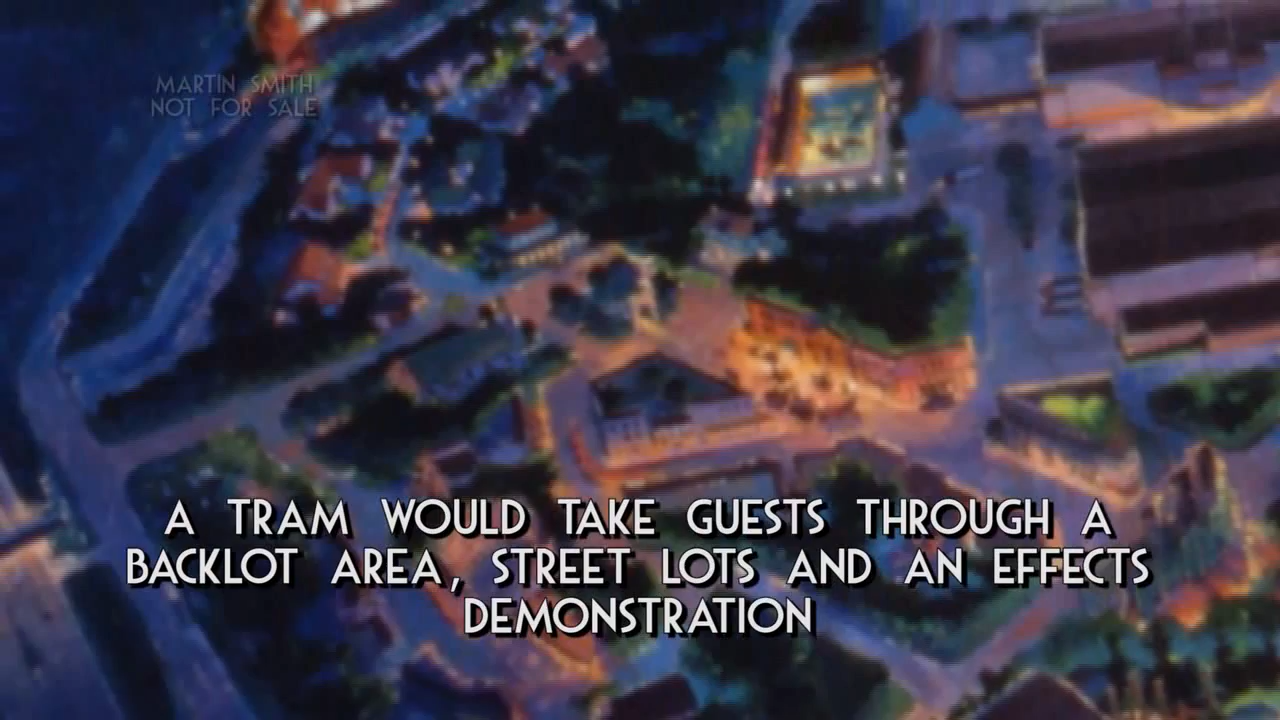 MARTIN SMITH
NOT FOR SALE
A TRAM WOULD TAKE GUESTS THROUGH A
BACKLOT AREA, STREET LOTS AND AN EFFECTS
DEMONSTRATION